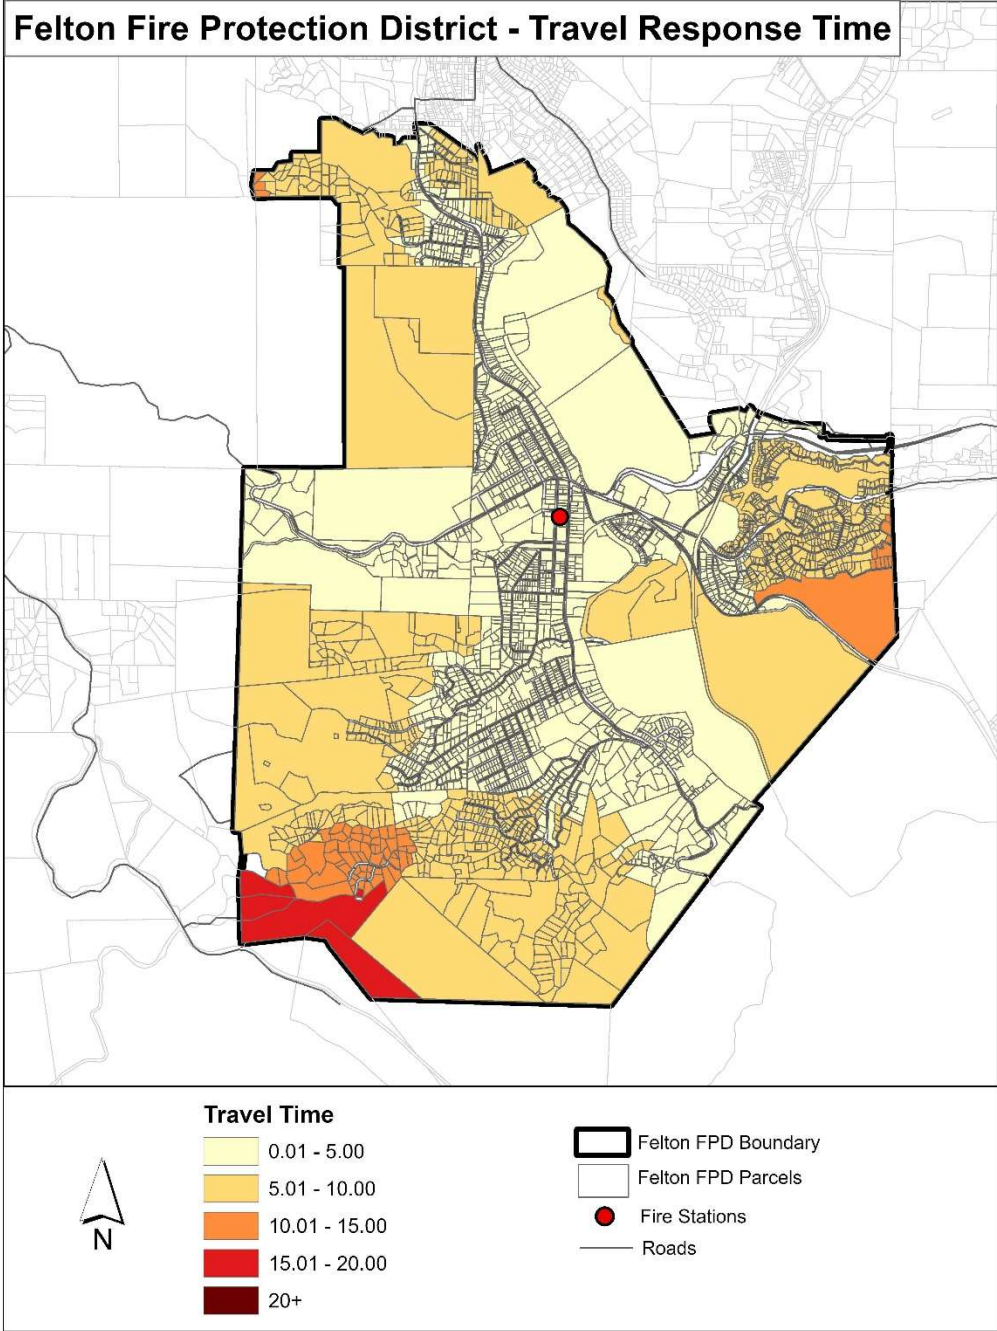 Felton Fire Protection District - Travel Response Time
Travel Time
0.01 - 5.00
5.01 - 10.00
10.01 - 15.00
15.01 - 20.00
20+
N
Felton FPD Boundary
Felton FPD Parcels
Fire Stations
Roads